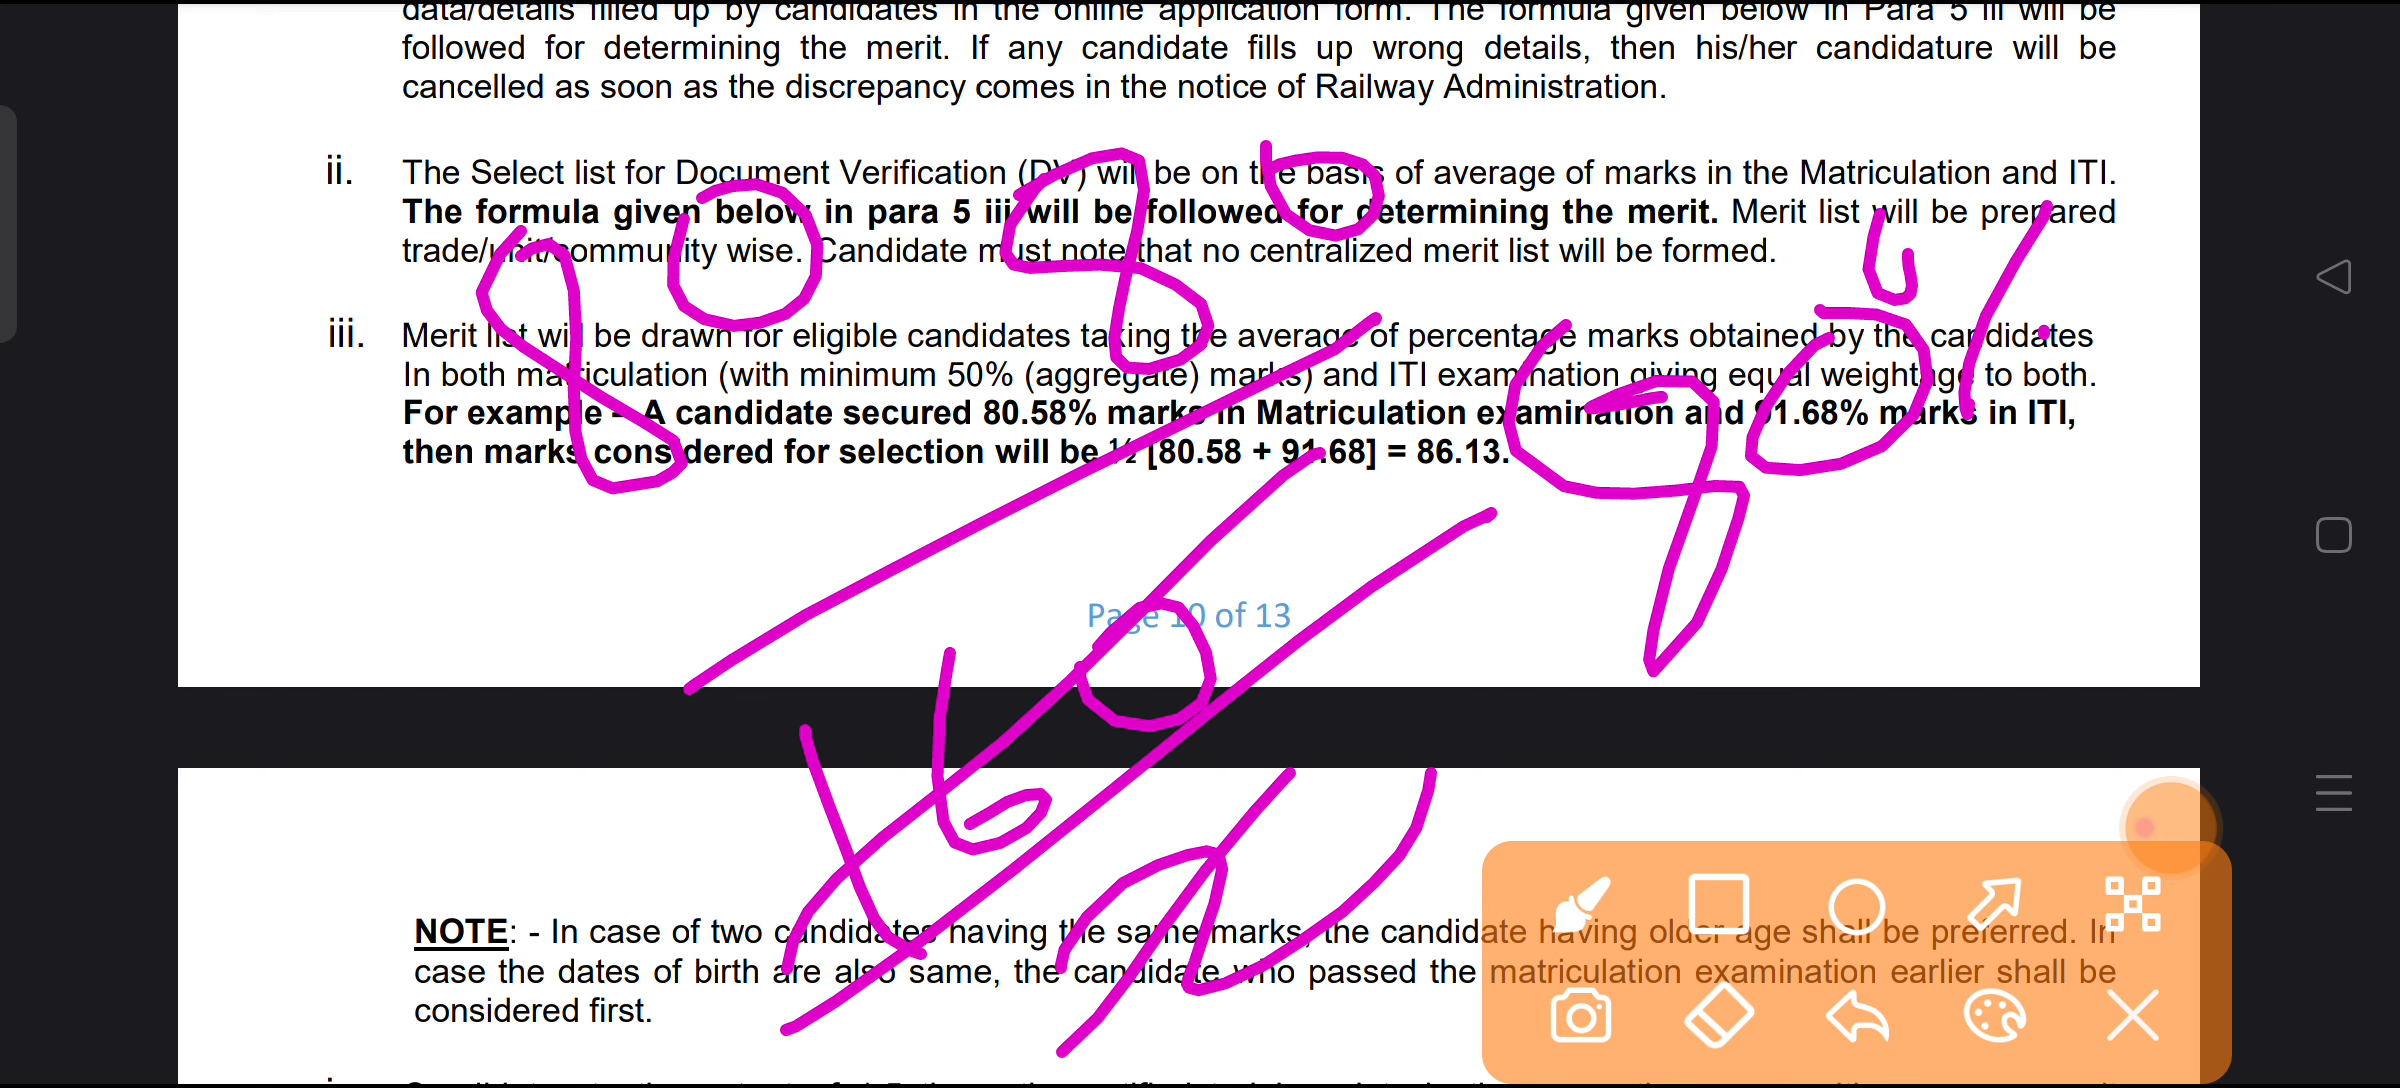 data/details filled up by candidates in the online application form. The formula given below in Para 5 iii will be
followed for determining the merit. If any candidate fills up wrong details, then his/her candidature will be
cancelled as soon as the discrepancy comes in the notice of Railway Administration.
ii. The Select list for Document Verification (DV) will be on the basis of average of marks in the Matriculation and ITI.
The formula given below in para 5 iii will be followed for determining the merit. Merit list will be prepared
trade/unit/community wise. Candidate must note that no centralized merit list will be formed.
iii. Merit list will be drawn for eligible candidates taking the average of percentage marks obtained by the candidates
In both matriculation (with minimum 50% (aggregate) marks) and ITI examination giving equal weightage to both.
For example - A candidate secured 80.58% marks in Matriculation examination and 91.68% marks in ITI,
then marks considered for selection will be ½ [80.58 + 91.68] = 86.13.
Page 10 of 13
NOTE: - In case of two candidates having the same marks, the candidate having older age shall be preferred. In
case the dates of birth are also same, the candidate who passed the matriculation examination earlier shall be
considered first.